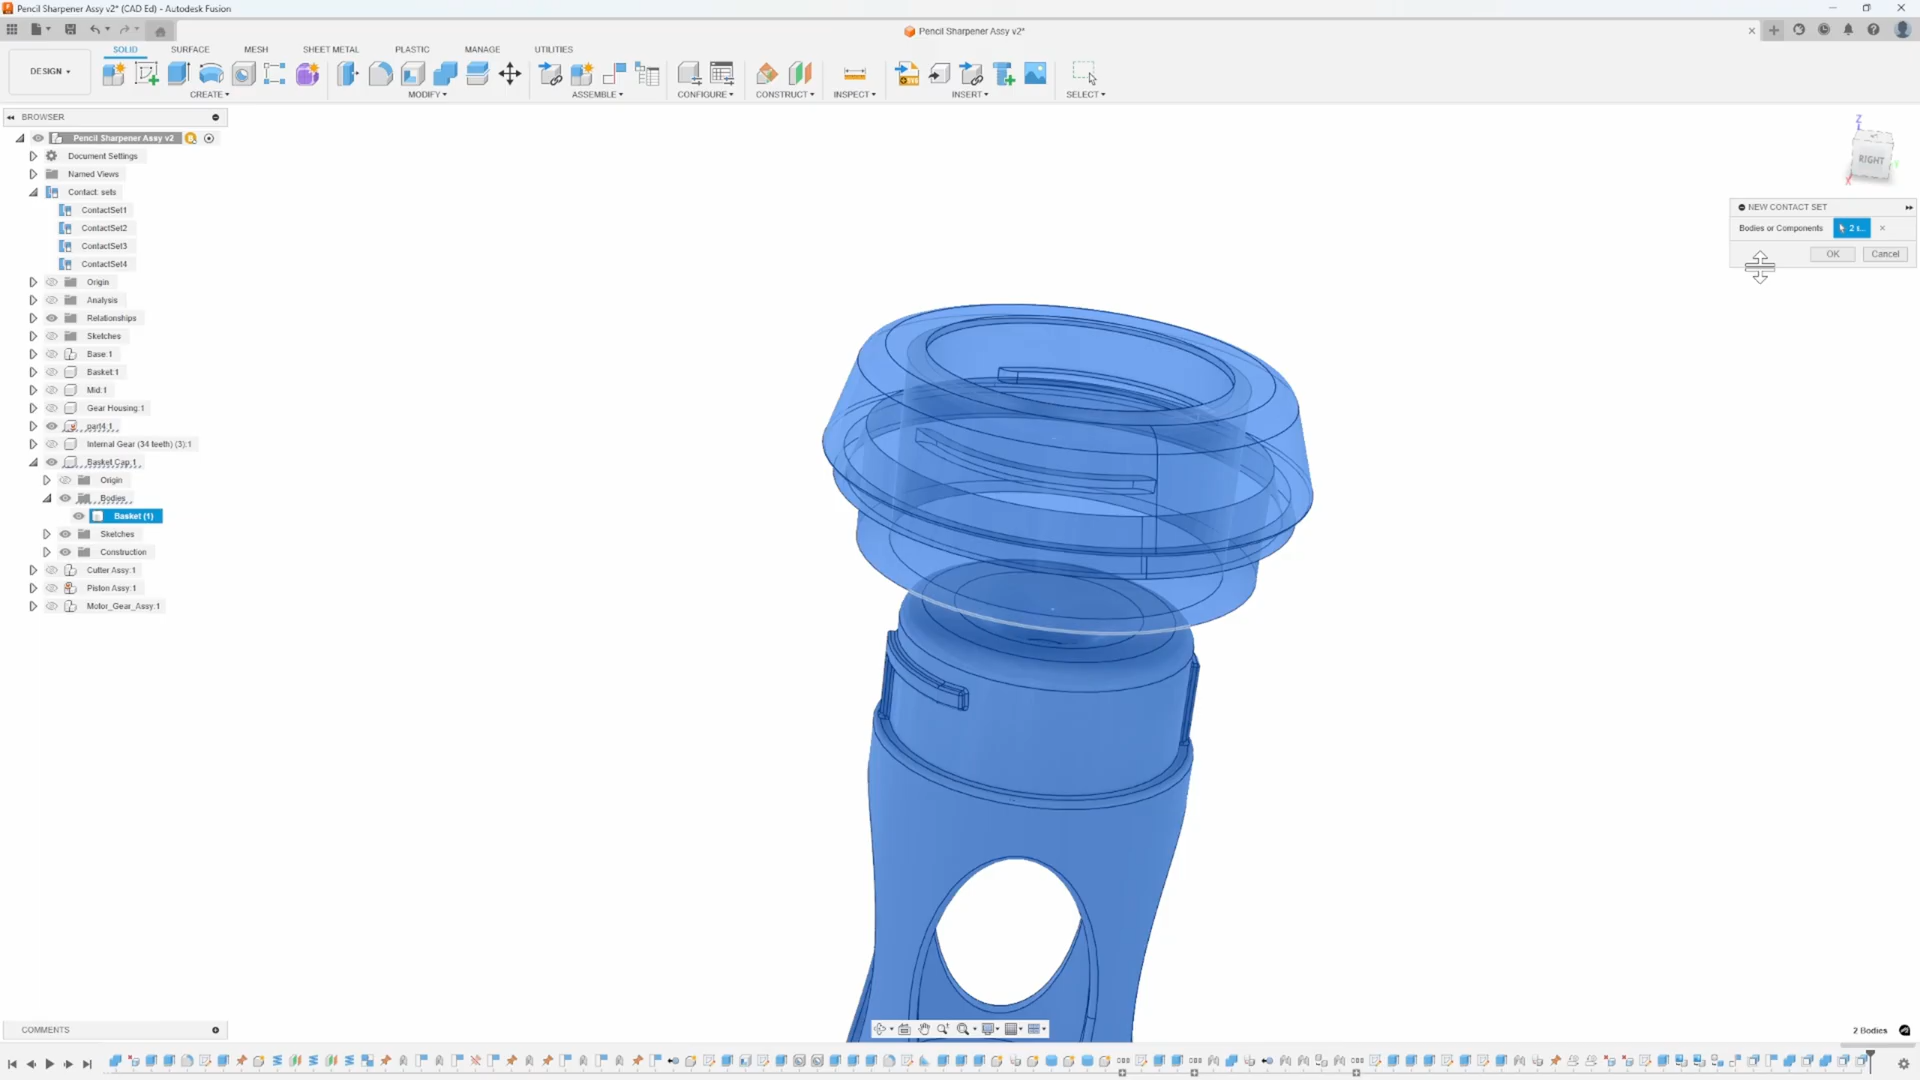 Pencil Sharpener Assy v2* (CAD Ed) - Autodesk Fusion
Pencil Sharpener Assy v2*
SOLID
SURFACE
MESH
SHEET METAL
PLASTIC
MANAGE
UTILITIES
DESIGN
CREATE
MODIFY
ASSEMBLE
CONFIGURE
CONSTRUCT
INSPECT
INSERT
SELECT
BROWSER
Pencil Sharpener Assy v2
Document Settings
Named Views
Contact: sets
ContactSet1
ContactSet2
ContactSet3
ContactSet4
Origin
Analysis
Relationships
Sketches
Base:1
Basket:1
Mid:1
Gear Housing:1
part4:1
Internal Gear (34 teeth) (3):1
Basket Cap:1
Origin
Bodies
Basket (1)
Sketches
Construction
Cutter Assy:1
Piston Assy:1
Motor_Gear_Assy:1
Z
RIGHT
X
NEW CONTACT SET
Bodies or Components
2 s...
OK
Cancel
COMMENTS
2 Bodies